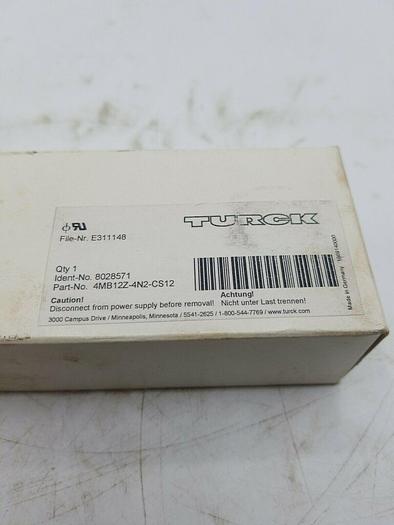 TURCK
File-Nr. E311148
Qty 1
Ident-No. 8028571
Part-No. 4MB12Z-4N2-CS12
Caution!
Disconnect from power supply before removal!
Achtung!
Nicht unter Last trennen!
3000 Campus Drive / Minneapolis, Minnesota / 5541-2625 / 1-800-544-7769 / www.turck.com
Made in Germany